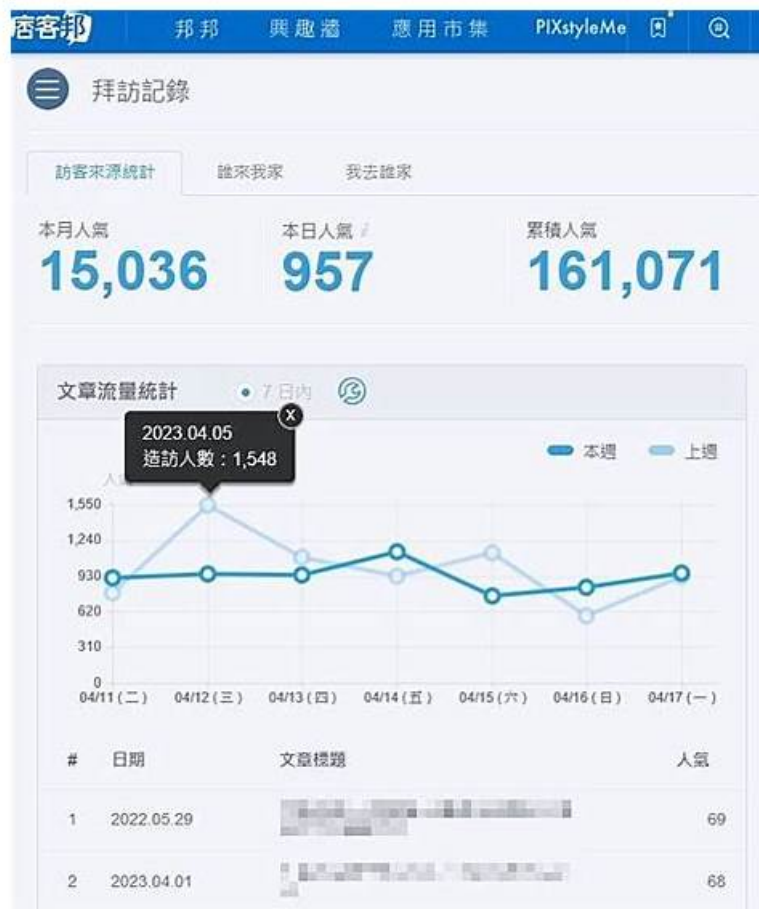 痞客邦 邦邦 興趣牆 應用市集 PIXstyleMe
拜訪記錄
訪客來源統計 誰來我家 我去誰家
本月人氣 本日人氣 i 累積人氣
15,036 957 161,071
文章流量統計 7 日內
X
2023.04.05
造訪人數：1,548
本週 上週
人氣
1,550
1,240
930
620
310
0
04/11 (二) 04/12 (三) 04/13 (四) 04/14 (五) 04/15 (六) 04/16 (日) 04/17 (一)
# 日期 文章標題 人氣
1 2022.05.29 69
2 2023.04.01 68